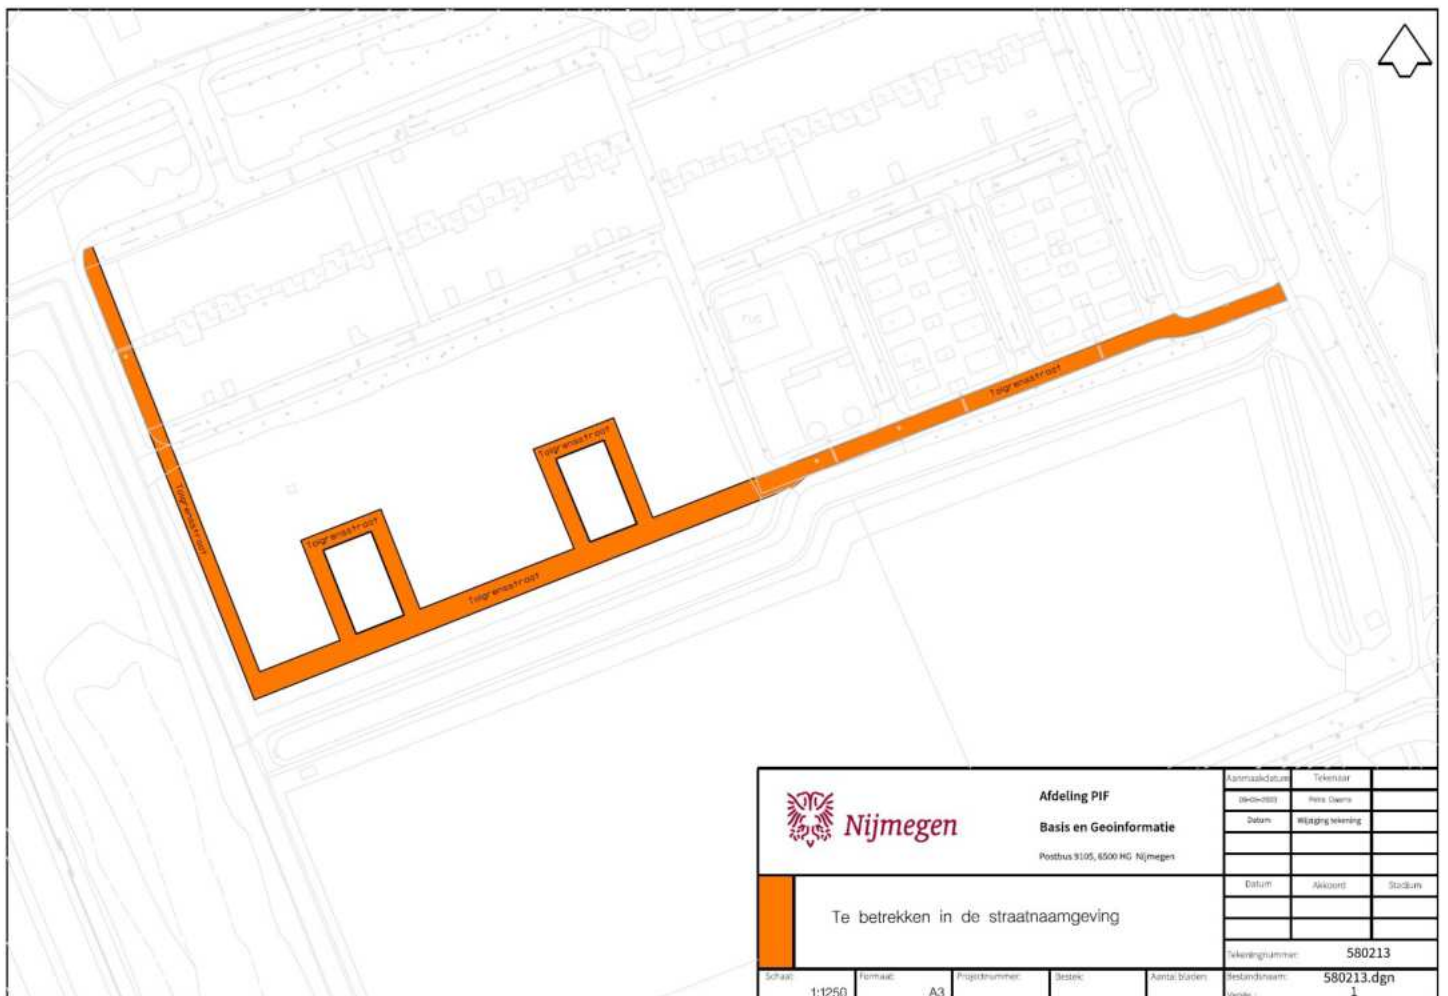 Tolgrensstraat
Tolgrensstraat
Tolgrensstraat
Tolgrensstraat
Tolgrensstraat
Nijmegen
Afdeling PIF
Basis en Geoinformatie
Postbus 9105, 6500 HG Nijmegen
Te betrekken in de straatnaamgeving
Aanmaakdatum Tekenaar
Petra
Datum Wijziging tekening
Datum Akkoord Stadium
Tekeningnummer: 580213
Schaal: Formaat: Projectnummer: Bestek: Aantal bladen: Bestandsnaam: 580213.dgn
1:1250 A3 Versie: 1